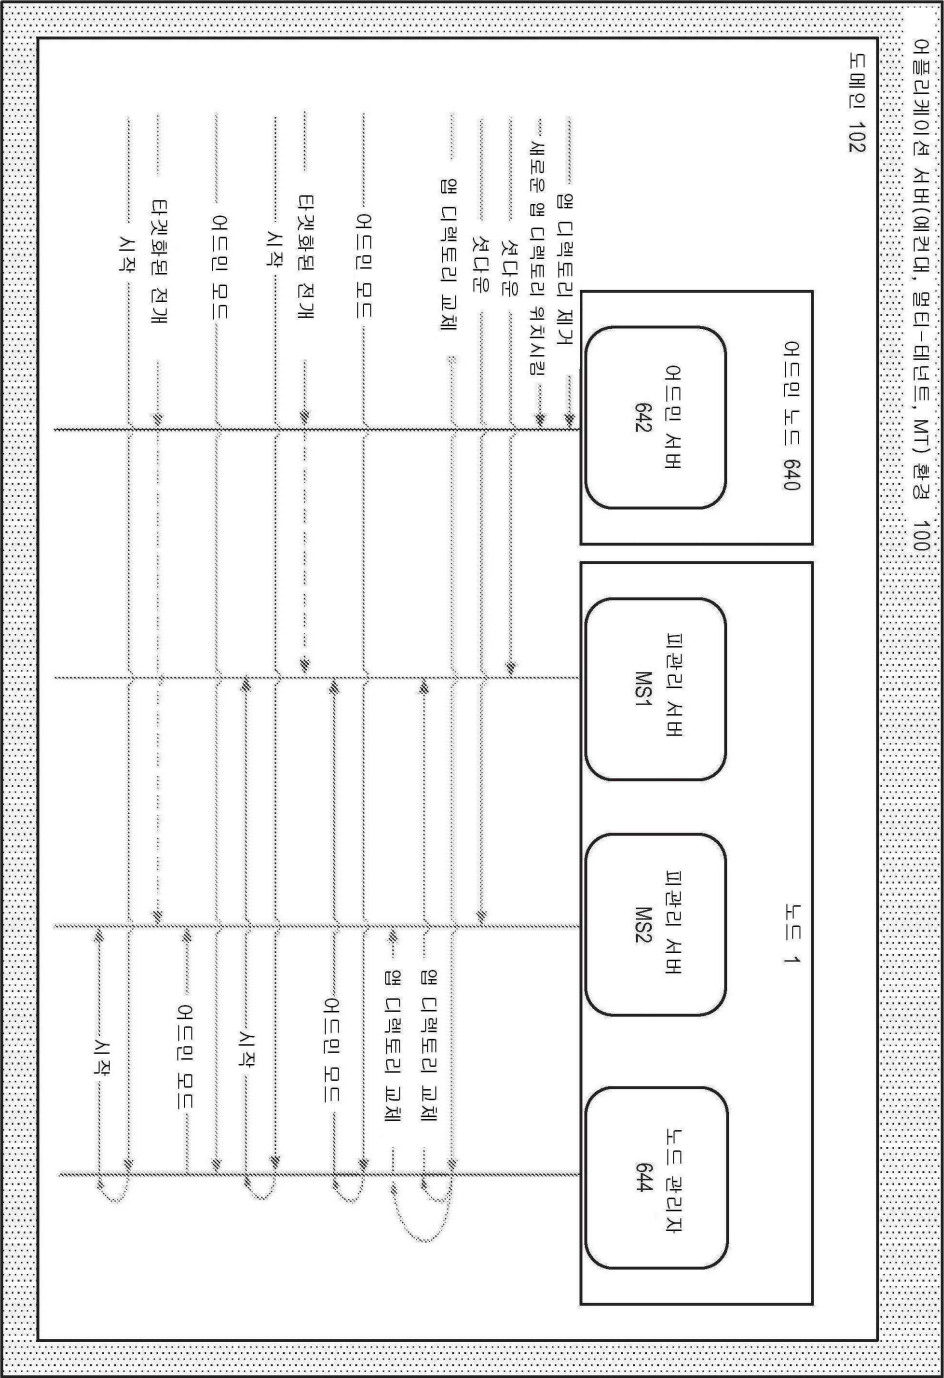 어플리케이션 서버(예컨대, 멀티-테넌트, MT) 환경 100
도메인 102
어드민 노드 640
어드민 서버
642
노드 1
피관리 서버
MS1
피관리 서버
MS2
노드 관리자
644
앱 디렉토리 제거
새로운 앱 디렉토리 위치시킴
셧다운
셧다운
앱 디렉토리 교체
앱 디렉토리 교체
앱 디렉토리 교체
어드민 모드
어드민 모드
타겟화된 전개
시작
시작
어드민 모드
어드민 모드
타겟화된 전개
시작
시작